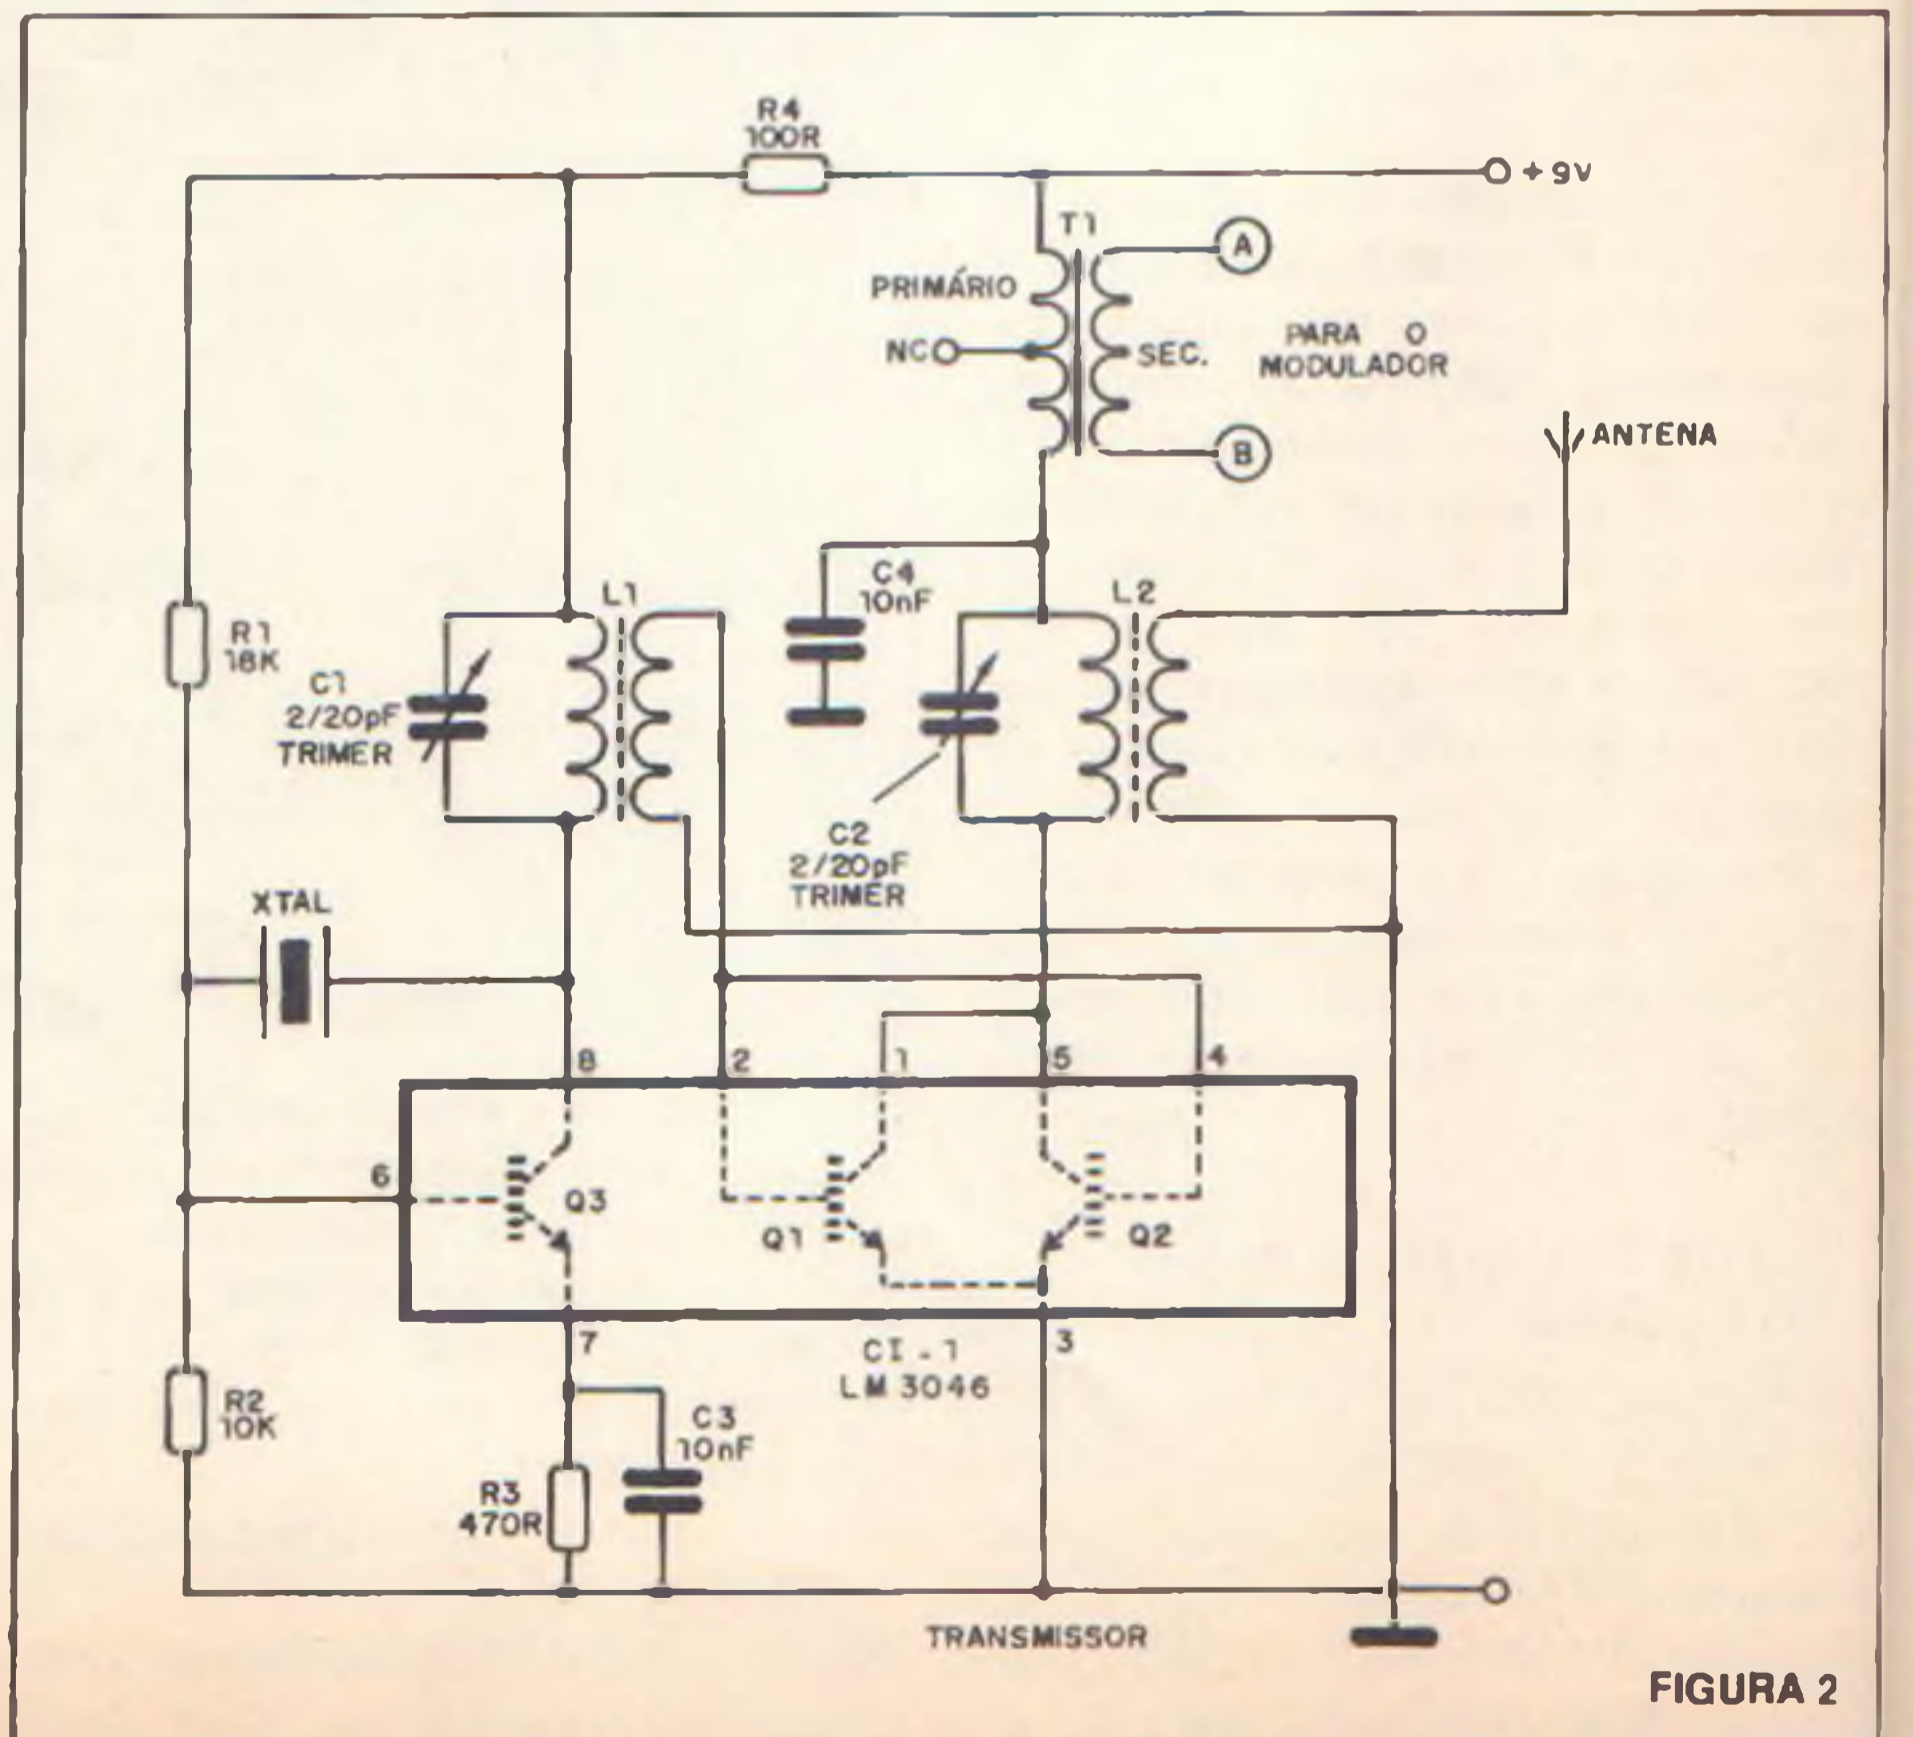 R4
100R
+ 9V
T1
A
PRIMÁRIO
NC
SEC.
PARA O
MODULADOR
B
ANTENA
C4
10nF
L1
L2
R1
18K
C1
2/20pF
TRIMER
C2
2/20pF
TRIMER
XTAL
8
2
1
5
4
6
Q3
Q1
Q2
7
CI - 1
LM 3046
3
R2
10K
C3
10nF
R3
470R
TRANSMISSOR
FIGURA 2